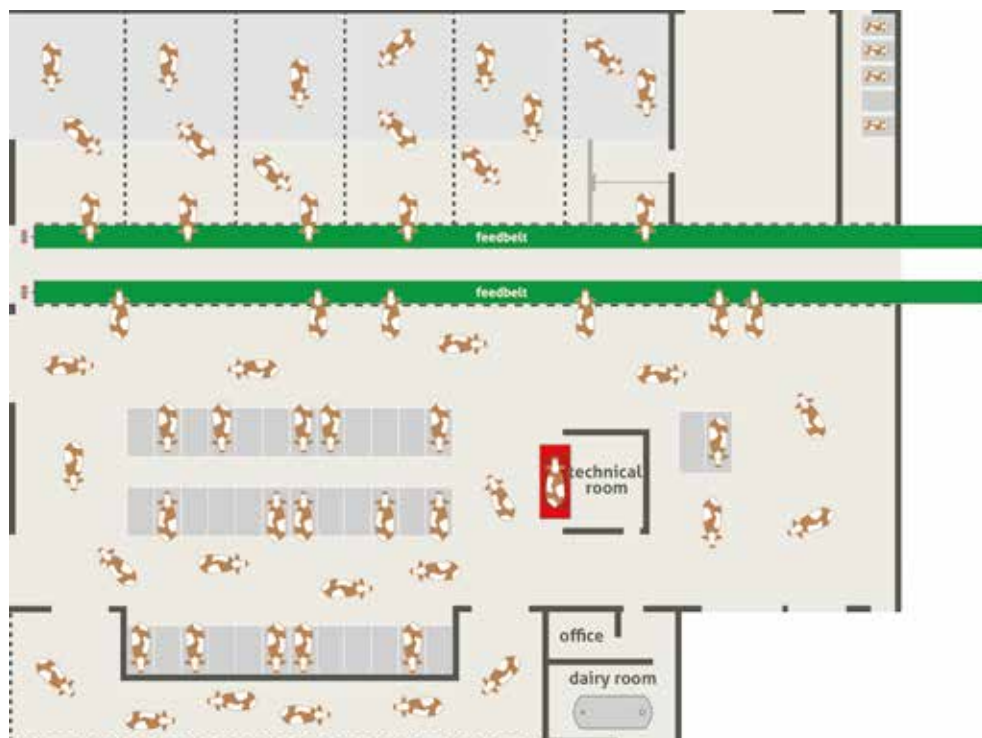 feedbelt
feedbelt
technical
room
office
dairy room